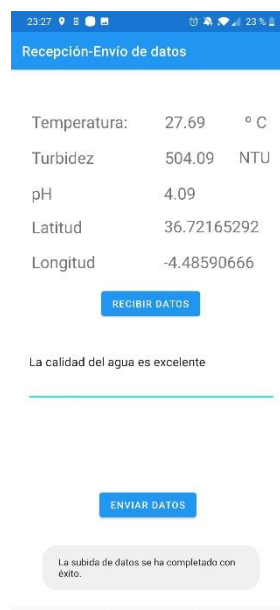 23:27 23 %
Recepción-Envío de datos
Temperatura: 27.69 º C
Turbidez 504.09 NTU
pH 4.09
Latitud 36.72165292
Longitud -4.48590666
RECIBIR DATOS
La calidad del agua es excelente
ENVIAR DATOS
La subida de datos se ha completado con
éxito.